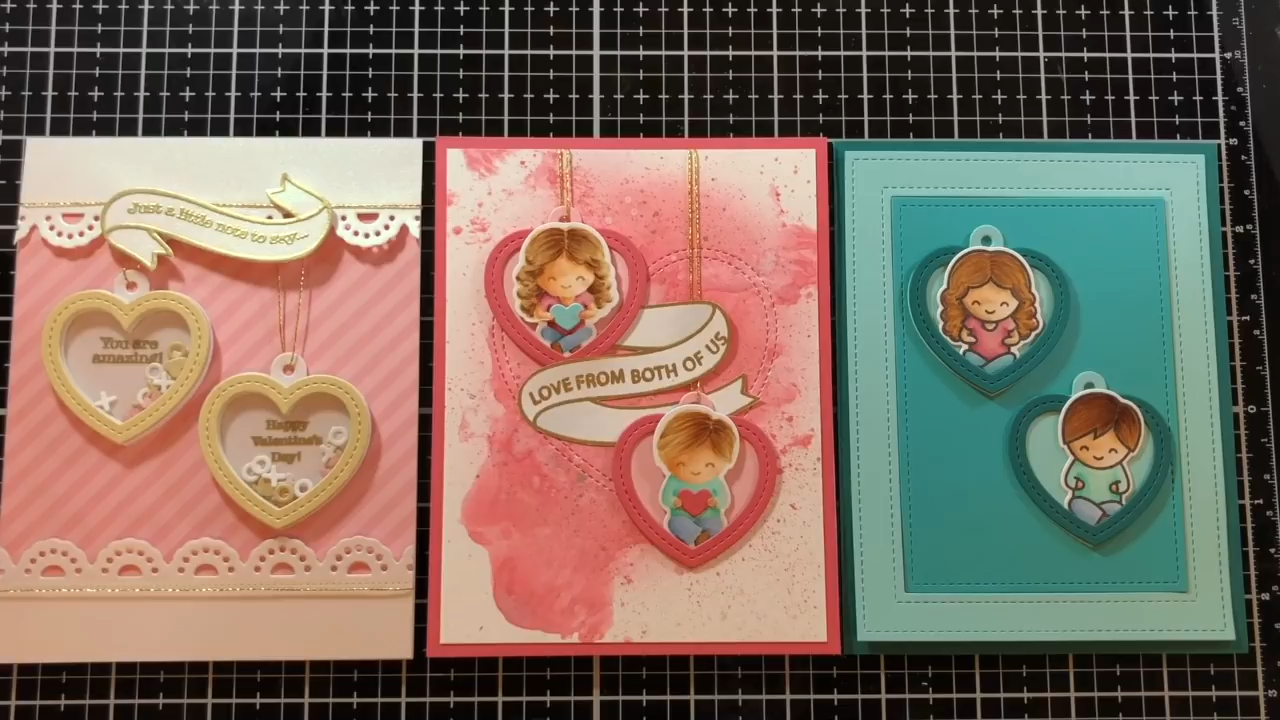 Just a little note to say...
You are
amazing!
Happy
Valentine's
Day!
LOVE FROM BOTH OF US